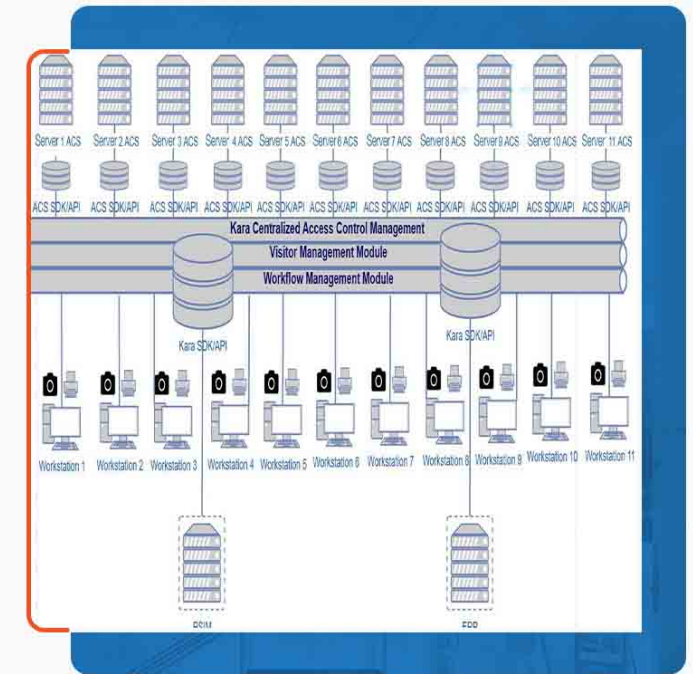 Server 1 ACS Server 2 ACS Server 3 ACS Server 4 ACS Server 5 ACS Server 6 ACS Server 7 ACS Server 8 ACS Server 9 ACS Server 10 ACS Server 11 ACS
ACS SDK/API ACS SDK/API ACS SDK/API ACS SDK/API ACS SDK/API ACS SDK/API ACS SDK/API ACS SDK/API ACS SDK/API ACS SDK/API ACS SDK/API
Kara Centralized Access Control Management
Visitor Management Module
Workflow Management Module
Kara SDK/API Kara SDK/API
Workstation 1 Workstation 2 Workstation 3 Workstation 4 Workstation 5 Workstation 6 Workstation 7 Workstation 8 Workstation 9 Workstation 10 Workstation 11
PSIM ERP